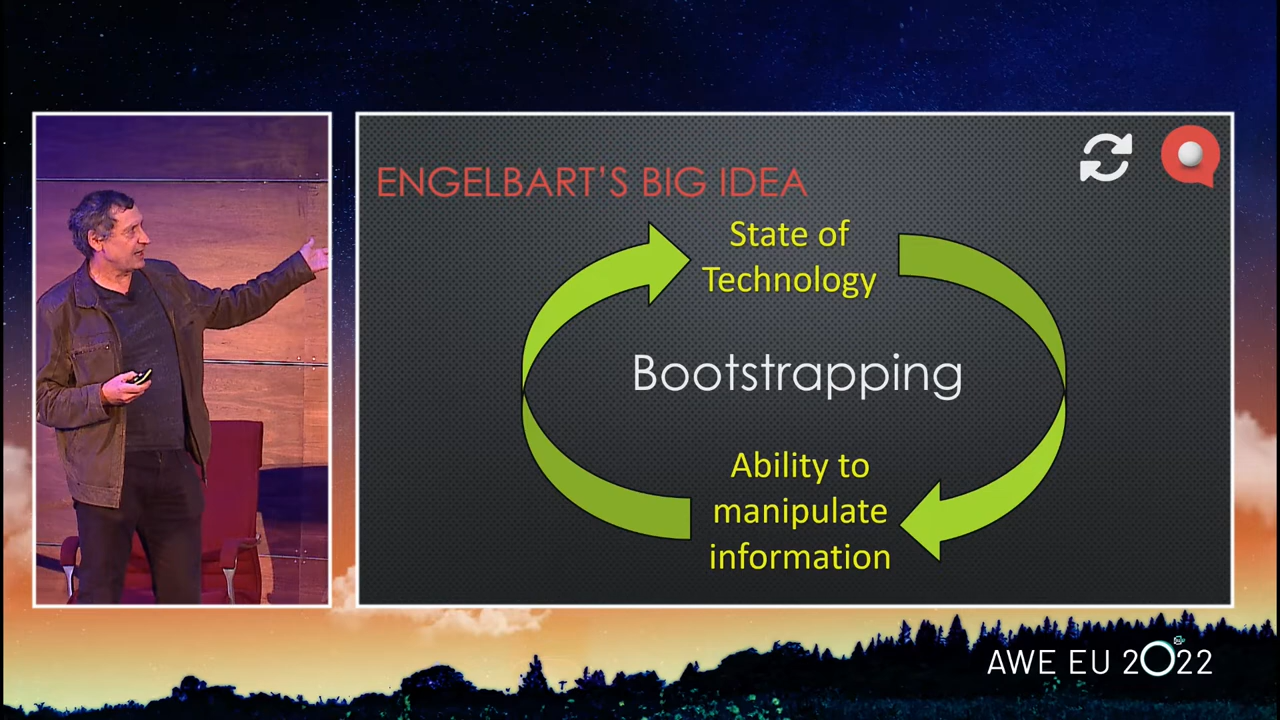 ENGELBART'S BIG IDEA
State of
Technology
Bootstrapping
Ability to
manipulate
information
AWE EU 2022